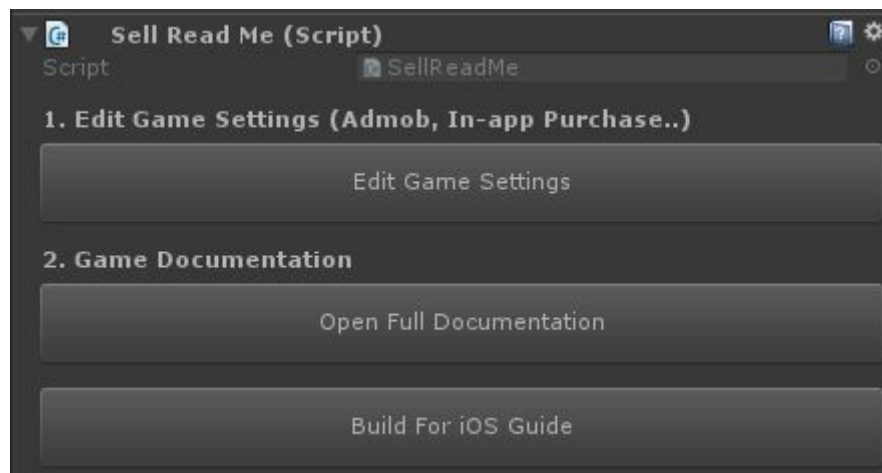 Sell Read Me (Script)
Script SellReadMe
1. Edit Game Settings (Admob, In-app Purchase..)
Edit Game Settings
2. Game Documentation
Open Full Documentation
Build For iOS Guide